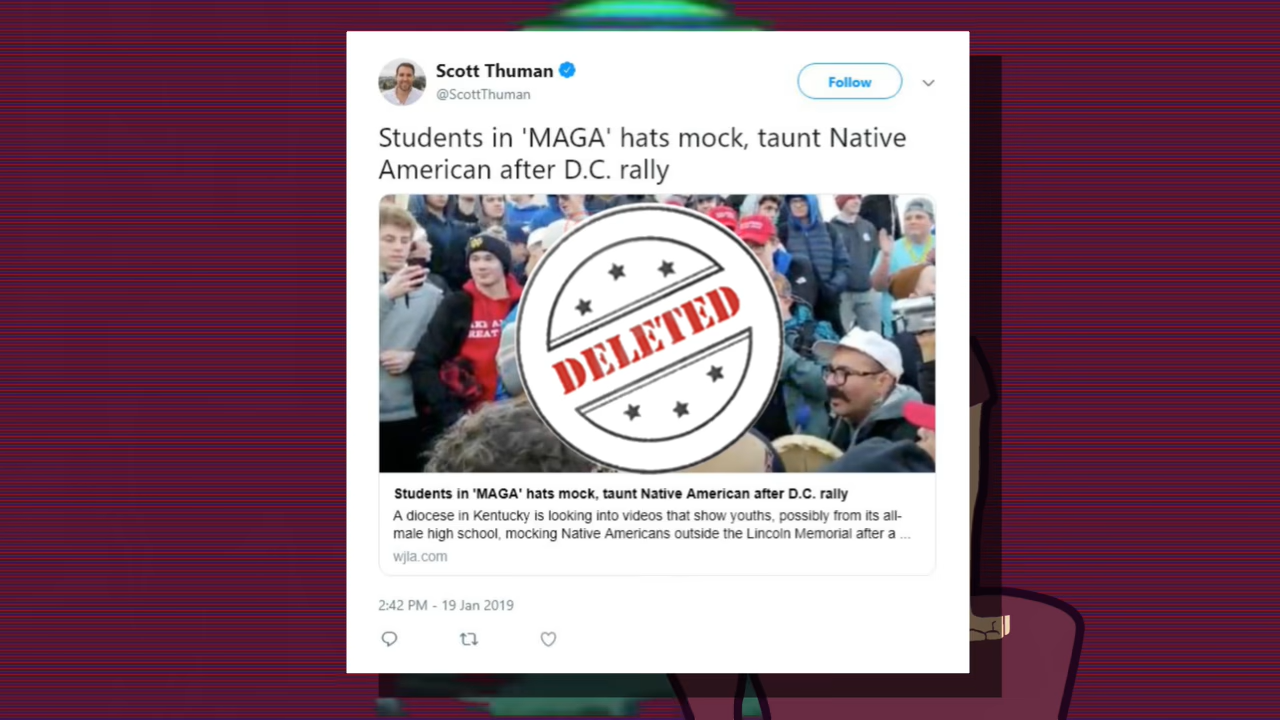 Scott Thuman
@ScottThuman
Follow
Students in 'MAGA' hats mock, taunt Native
American after D.C. rally
DELETED
Students in 'MAGA' hats mock, taunt Native American after D.C. rally
A diocese in Kentucky is looking into videos that show youths, possibly from its all-
male high school, mocking Native Americans outside the Lincoln Memorial after a ...
wjla.com
2:42 PM - 19 Jan 2019